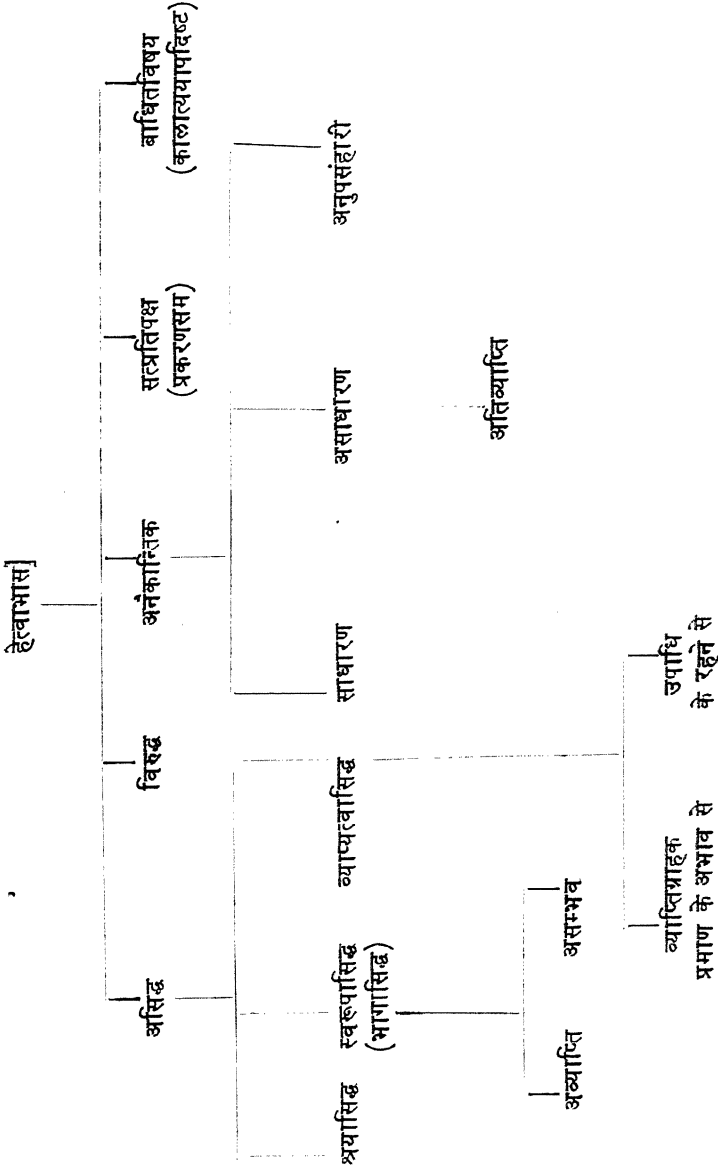 हेत्वाभास]
असिद्ध
विरुद्ध
अनैकान्तिक
सत्प्रतिपक्ष
(प्रकरणसम)
बाधितविषय
(कालात्ययापदिष्ट)
श्रयासिद्ध
स्वरूपासिद्ध
(भागासिद्ध)
व्याप्यत्वासिद्ध
साधारण
असाधारण
अनुपसंहारी
अव्याप्ति
असम्भव
अतिव्याप्ति
व्याप्तिग्राहक
प्रमाण के अभाव से
उपाधि
के रहने से